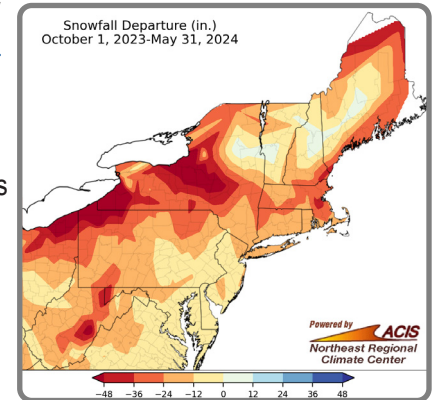 Snowfall Departure (in.)
October 1, 2023-May 31, 2024
s
Powered by
ACIS
Northeast Regional
Climate Center
-48 -36 -24 -12 0 12 24 36 48